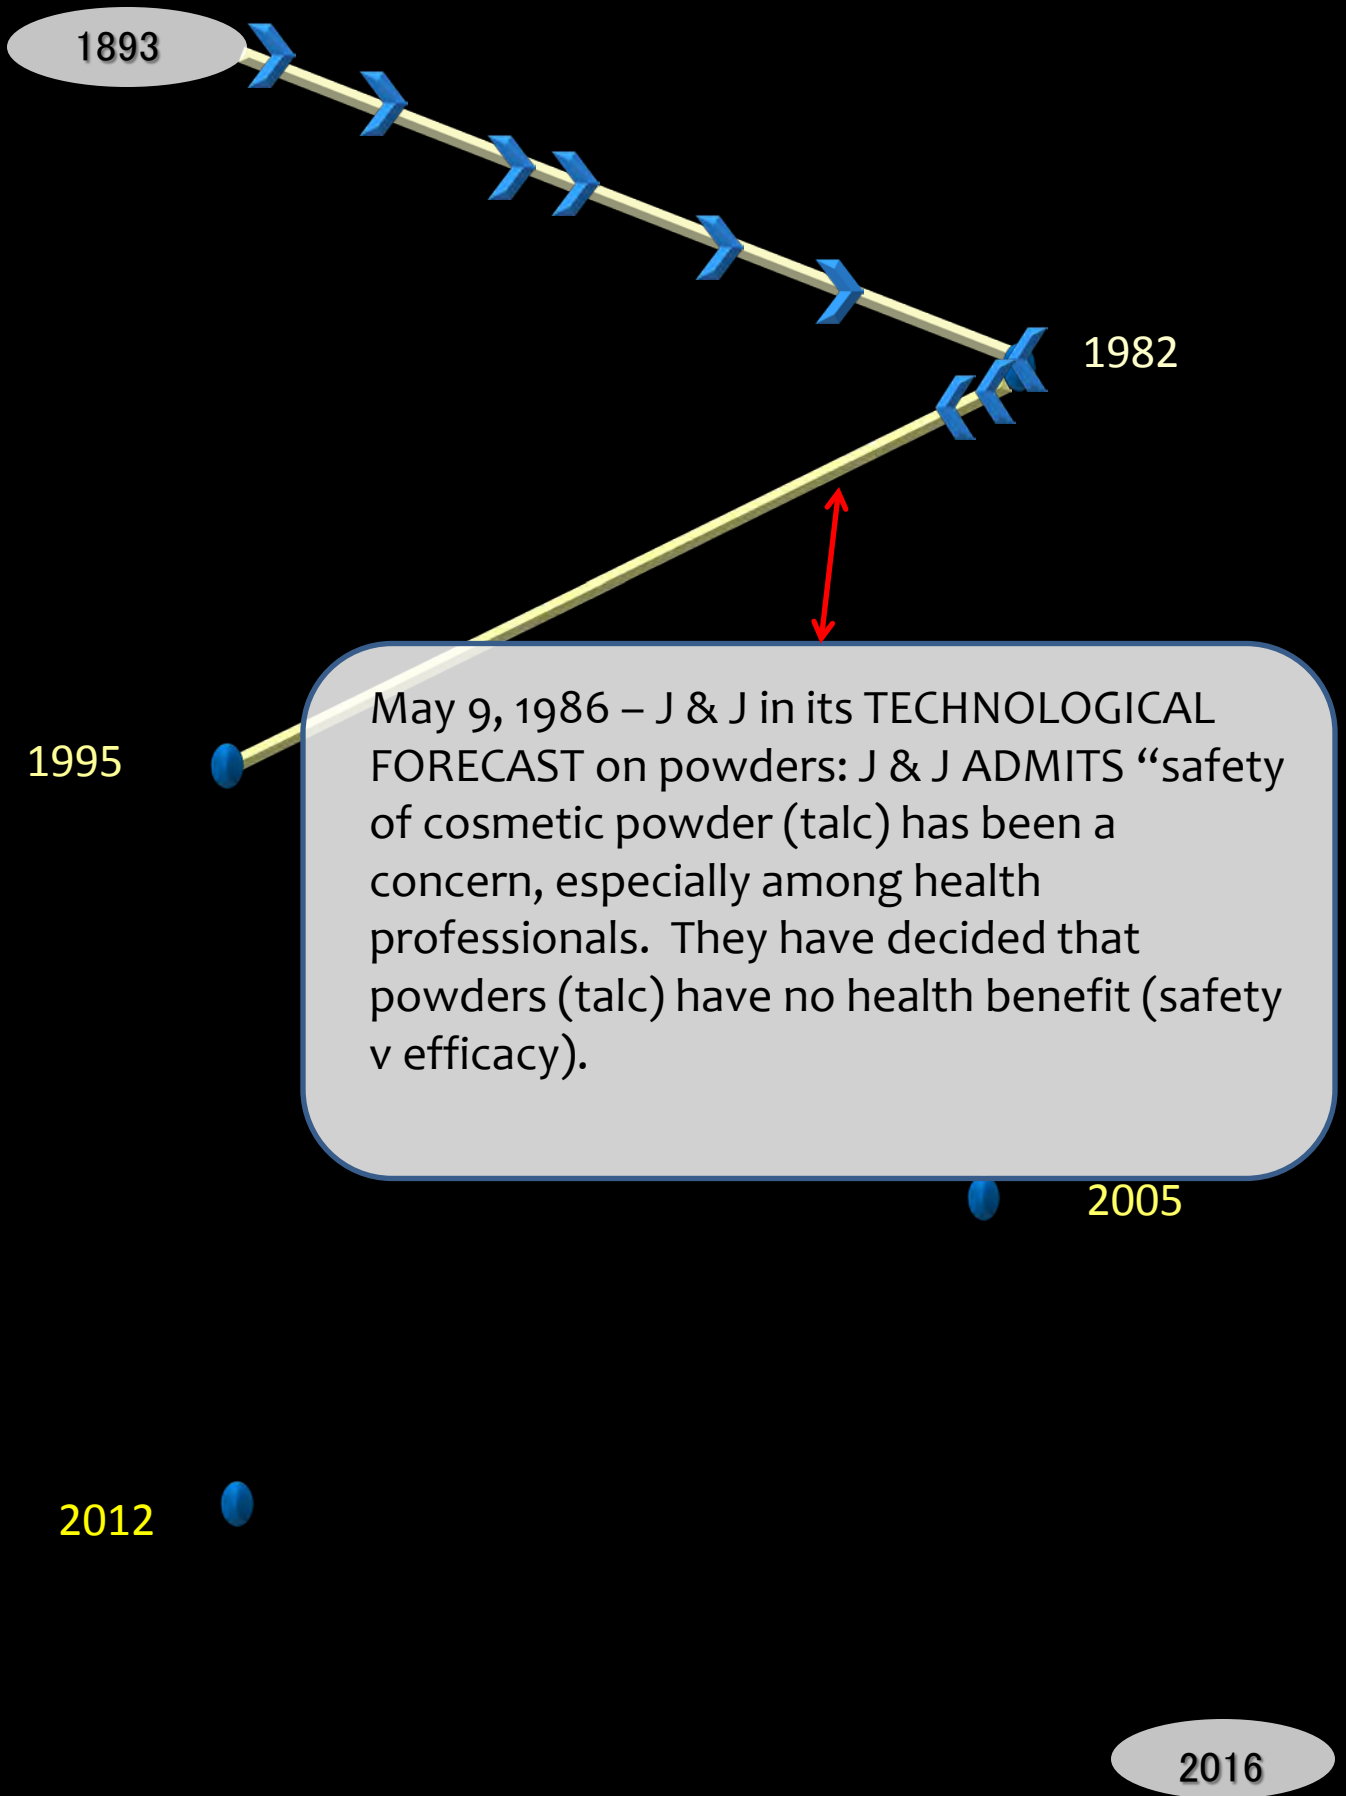 1893
1982
May 9, 1986 – J & J in its TECHNOLOGICAL
FORECAST on powders: J & J ADMITS “safety
of cosmetic powder (talc) has been a
concern, especially among health
professionals.  They have decided that
powders (talc) have no health benefit (safety
v efficacy).
1995
2005
2012
2016